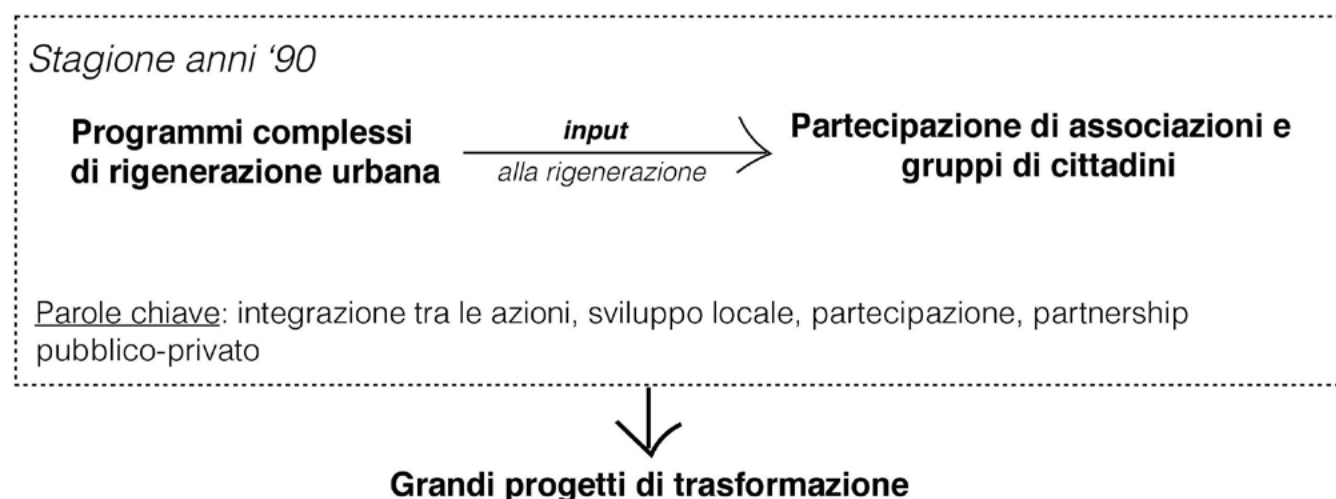 Stagione anni ‘90
Programmi complessi
di rigenerazione urbana
input
alla rigenerazione
Partecipazione di associazioni e
gruppi di cittadini
Parole chiave: integrazione tra le azioni, sviluppo locale, partecipazione, partnership
pubblico-privato
Grandi progetti di trasformazione